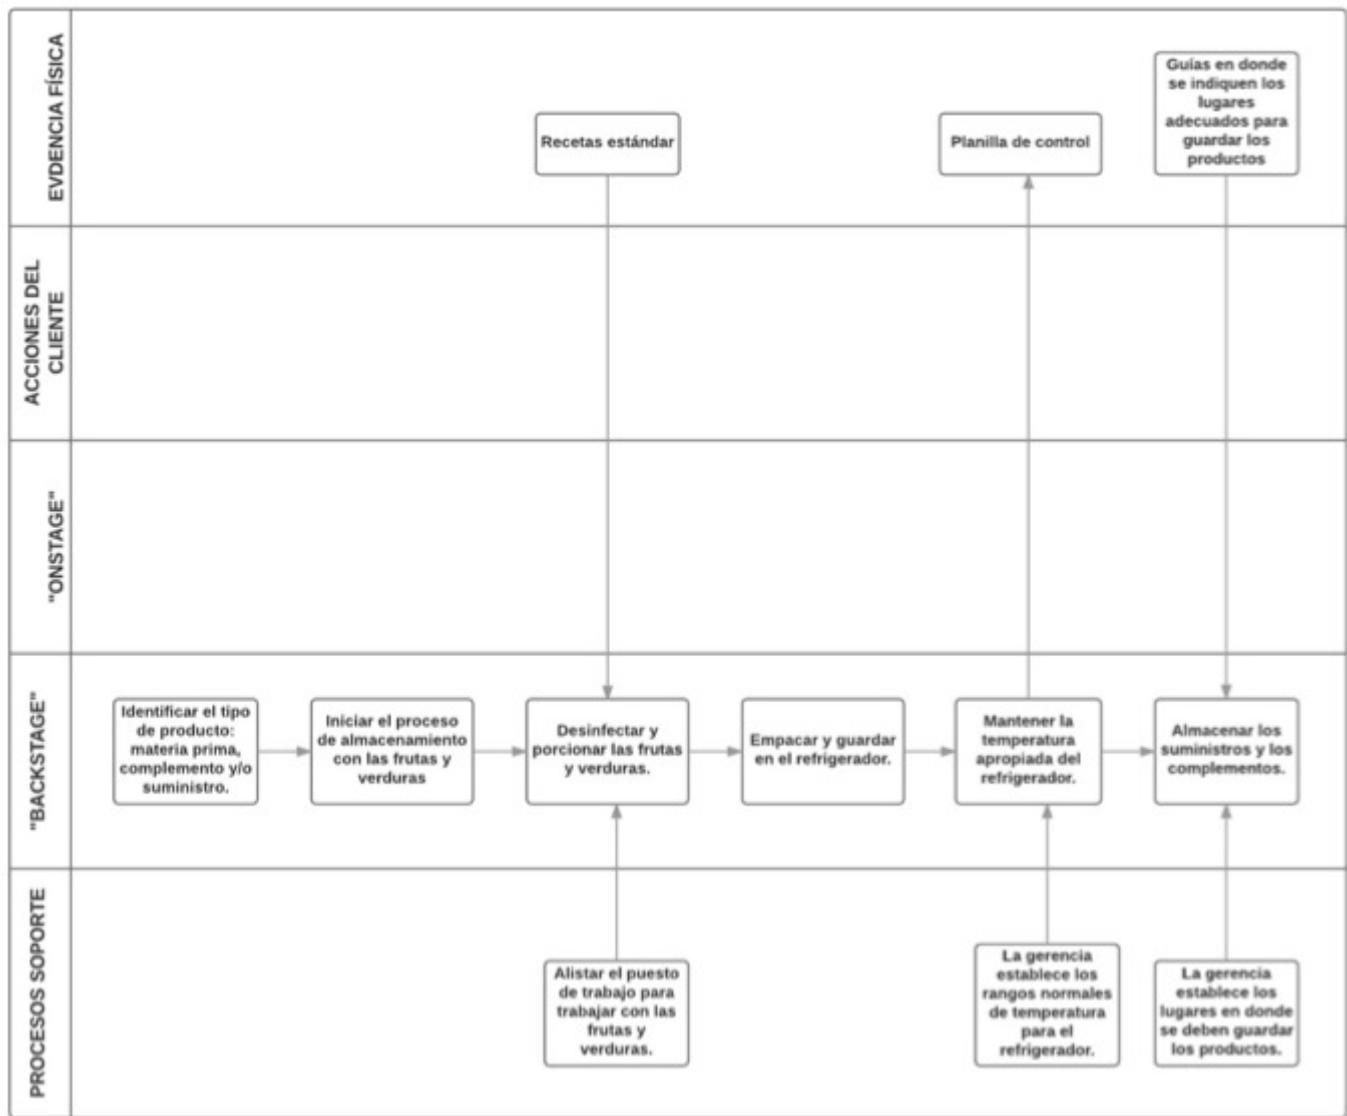 EVDENCIA FÍSICA
Recetas estándar
Planilla de control
Guías en donde
se indiquen los
lugares
adecuados para
guardar los
productos
ACCIONES DEL
CLIENTE
"ONSTAGE"
"BACKSTAGE"
Identificar el tipo
de producto:
materia prima,
complemento y/o
suministro.
Iniciar el proceso
de almacenamiento
con las frutas y
verduras
Desinfectar y
porcionar las frutas
y verduras.
Empacar y guardar
en el refrigerador.
Mantener la
temperatura
apropiada del
refrigerador.
Almacenar los
suministros y los
complementos.
PROCESOS SOPORTE
Alistar el puesto
de trabajo para
trabajar con las
frutas y
verduras.
La gerencia
establece los
rangos normales
de temperatura
para el
refrigerador.
La gerencia
establece los
lugares en donde
se deben guardar
los productos.